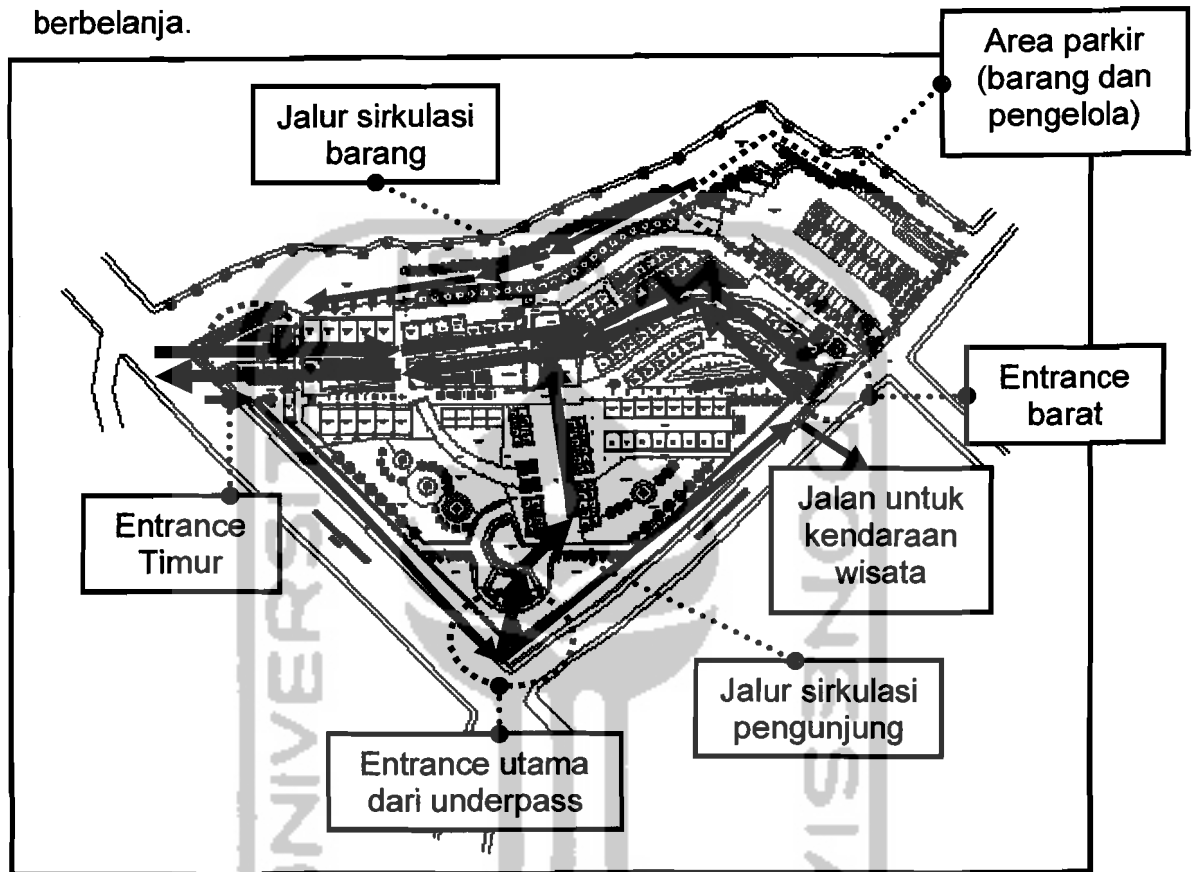 berbelanja.
Area parkir
(barang dan
pengelola)
Jalur sirkulasi
barang
Entrance
barat
Entrance
Timur
Jalan untuk
kendaraan
wisata
Jalur sirkulasi
pengunjung
Entrance utama
dari underpass